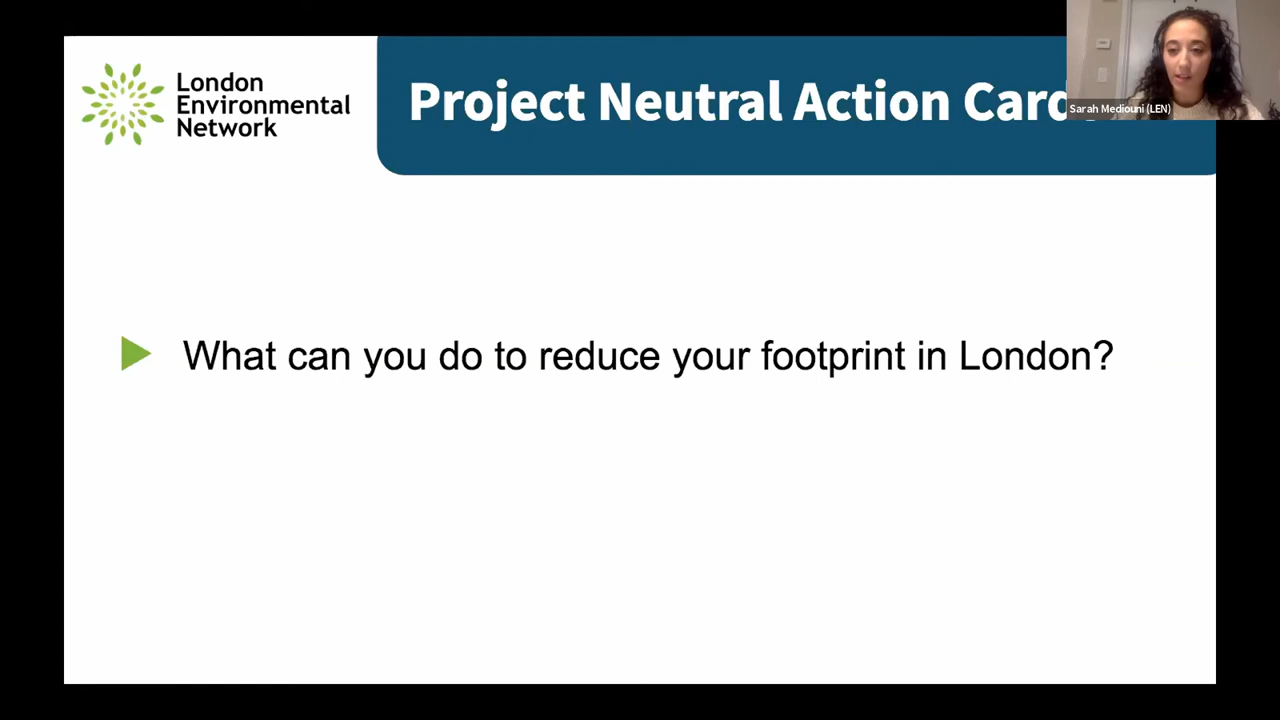 London
Environmental
Network
Project Neutral Action Cards
Sarah Mediouni (LEN)
What can you do to reduce your footprint in London?